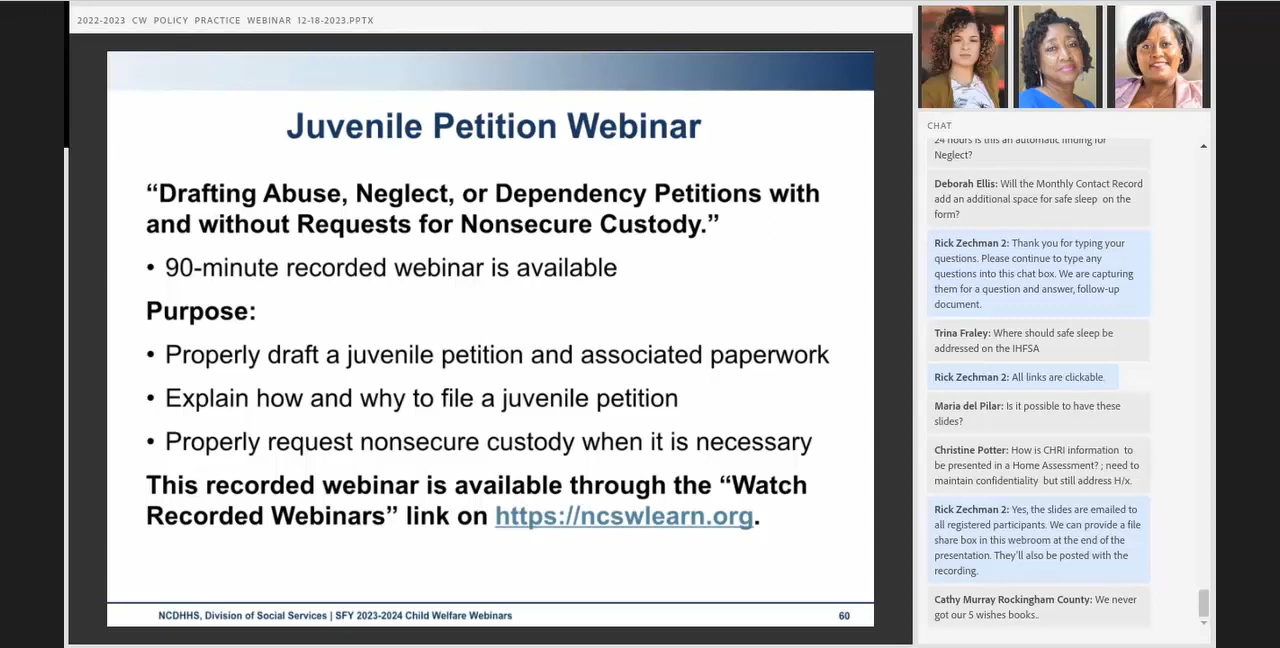 2022-2023 CW POLICY PRACTICE WEBINAR 12-18-2023.PPTX
Juvenile Petition Webinar
“Drafting Abuse, Neglect, or Dependency Petitions with
and without Requests for Nonsecure Custody.”
• 90-minute recorded webinar is available
Purpose:
• Properly draft a juvenile petition and associated paperwork
• Explain how and why to file a juvenile petition
• Properly request nonsecure custody when it is necessary
This recorded webinar is available through the “Watch
Recorded Webinars” link on https://ncswlearn.org.
NCDHHS, Division of Social Services | SFY 2023-2024 Child Welfare Webinars
60
CHAT
24 hours is this an automatic finding for
Neglect?
Deborah Ellis: Will the Monthly Contact Record
add an additional space for safe sleep on the
form?
Rick Zechman 2: Thank you for typing your
questions. Please continue to type any
questions into this chat box. We are capturing
them for a question and answer, follow-up
document.
Trina Fraley: Where should safe sleep be
addressed on the IHFSA
Rick Zechman 2: All links are clickable.
Maria del Pilar: Is it possible to have these
slides?
Christine Potter: How is CHRI information to
be presented in a Home Assessment? ; need to
maintain confidentiality but still address H/x.
Rick Zechman 2: Yes, the slides are emailed to
all registered participants. We can provide a file
share box in this webroom at the end of the
presentation. They'll also be posted with the
recording.
Cathy Murray Rockingham County: We never
got our 5 wishes books..